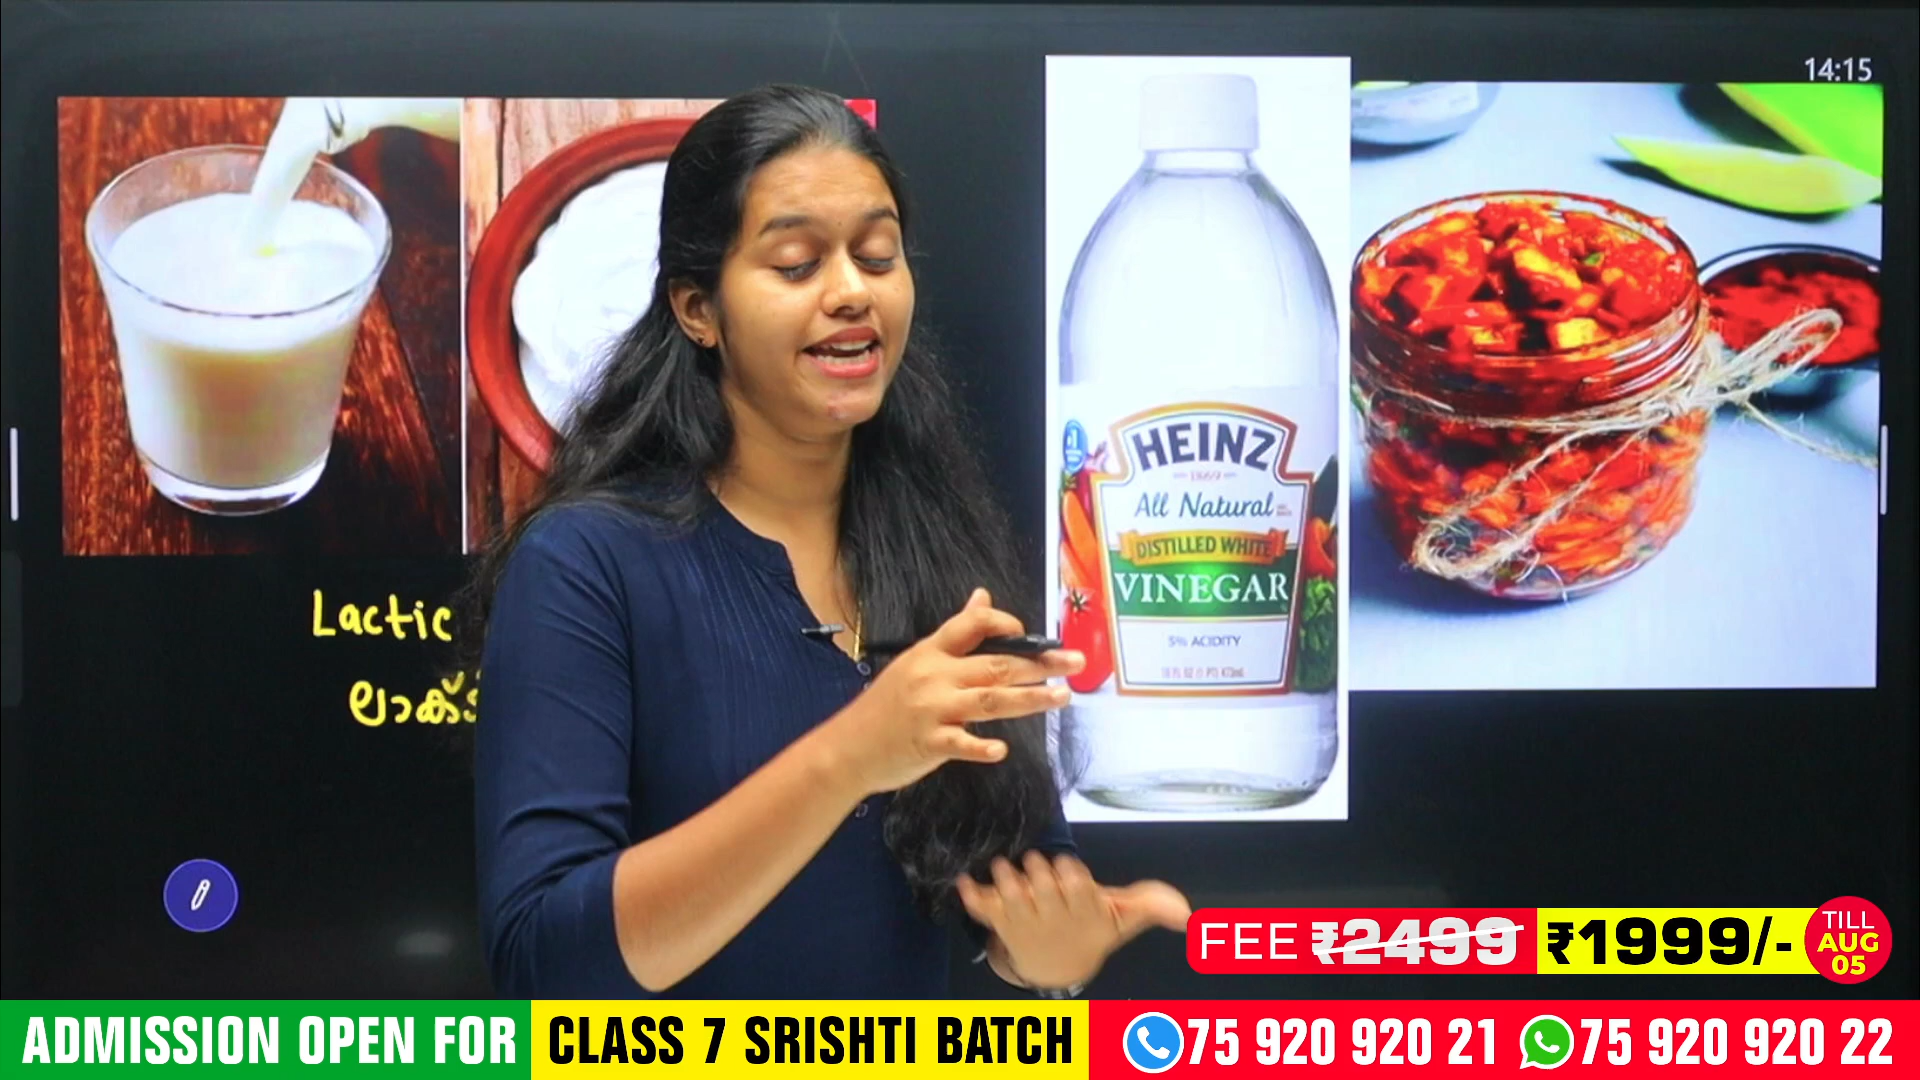 14:15
HEINZ
1869
All Natural
DISTILLED WHITE
VINEGAR
5% ACIDITY
Lactic
FEE ₹2499 ₹1999/-
TILL
AUG
05
ADMISSION OPEN FOR CLASS 7 SRISHTI BATCH 75 920 920 21 75 920 920 22